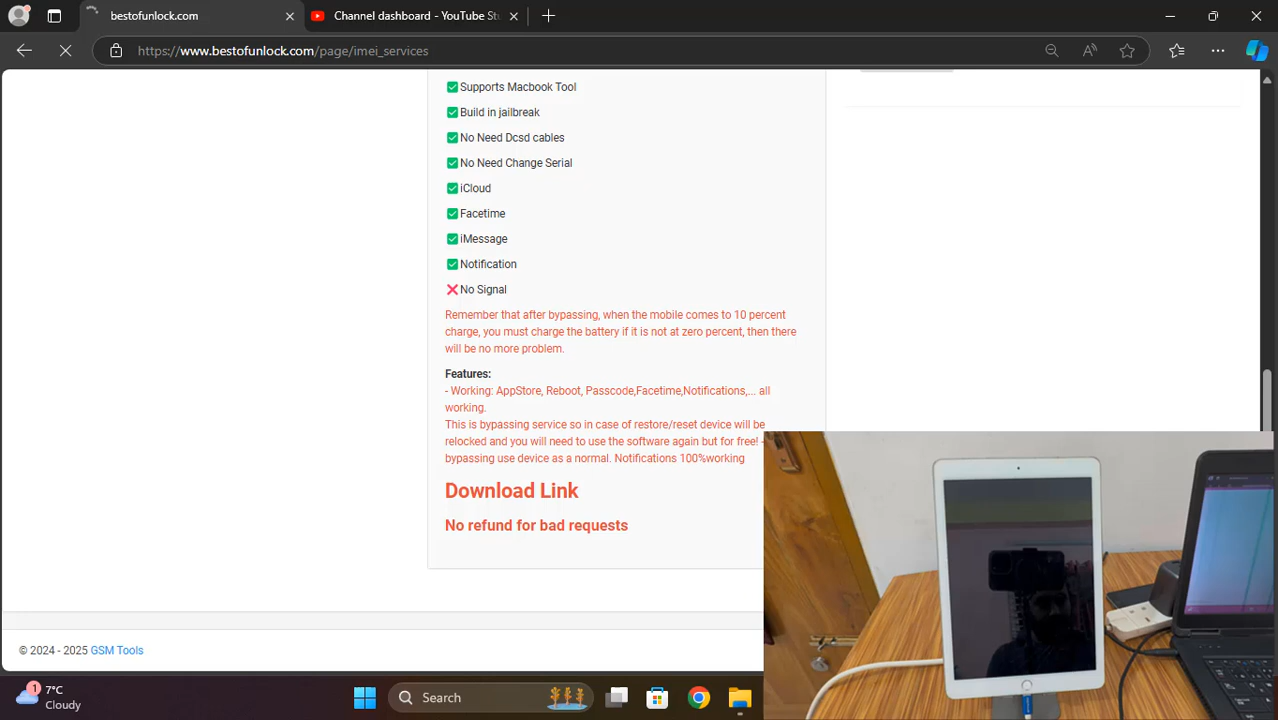 bestofunlock.com
Channel dashboard - YouTube St
https://www.bestofunlock.com/page/imei_services
Supports Macbook Tool
Build in jailbreak
No Need Dcsd cables
No Need Change Serial
iCloud
Facetime
iMessage
Notification
No Signal
Remember that after bypassing, when the mobile comes to 10 percent
charge, you must charge the battery if it is not at zero percent, then there
will be no more problem.
Features:
- Working: AppStore, Reboot, Passcode,Facetime,Notifications,... all
working.
This is bypassing service so in case of restore/reset device will be
relocked and you will need to use the software again but for free! -
bypassing use device as a normal. Notifications 100%working
Download Link
No refund for bad requests
© 2024 - 2025 GSM Tools
1
7°C
Cloudy
Search